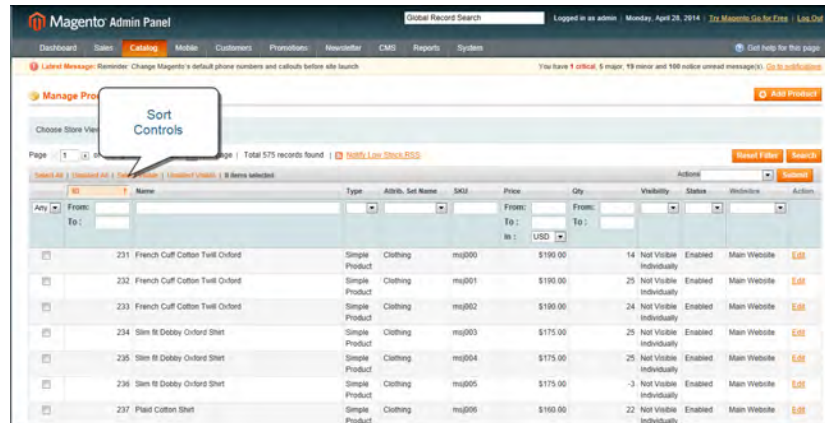 Magento Admin Panel
Global Record Search
Logged in as admin | Monday, April 28, 2014 | Try Magento Go for Free | Log Out
Dashboard Sales Catalog Mobile Customers Promotions Newsletter CMS Reports System
Get help for this page
Latest Message: Reminder: Change Magento's default phone numbers and callouts before site launch
You have 1 critical, 5 major, 19 minor and 100 notice unread message(s). Go to notifications
Manage Pro
Add Product
Sort
Controls
Choose Store View
Page 1 of
page | Total 575 records found | Notify Low Stock RSS
Reset Filter Search
Select All | Unselect All | Select Visible | Unselect Visible | 0 items selected
Actions Submit
ID Name Type Attrib. Set Name SKU Price Qty Visibility Status Websites Action
Any From: From: From:
To : To : To :
In : USD
231 French Cuff Cotton Twill Oxford Simple Clothing msj000 $190.00 14 Not Visible Enabled Main Website Edit
Product Individually
232 French Cuff Cotton Twill Oxford Simple Clothing msj001 $190.00 25 Not Visible Enabled Main Website Edit
Product Individually
233 French Cuff Cotton Twill Oxford Simple Clothing msj002 $190.00 24 Not Visible Enabled Main Website Edit
Product Individually
234 Slim fit Dobby Oxford Shirt Simple Clothing msj003 $175.00 25 Not Visible Enabled Main Website Edit
Product Individually
235 Slim fit Dobby Oxford Shirt Simple Clothing msj004 $175.00 25 Not Visible Enabled Main Website Edit
Product Individually
236 Slim fit Dobby Oxford Shirt Simple Clothing msj005 $175.00 -3 Not Visible Enabled Main Website Edit
Product Individually
237 Plaid Cotton Shirt Simple Clothing msj006 $160.00 22 Not Visible Enabled Main Website Edit
Product Individually